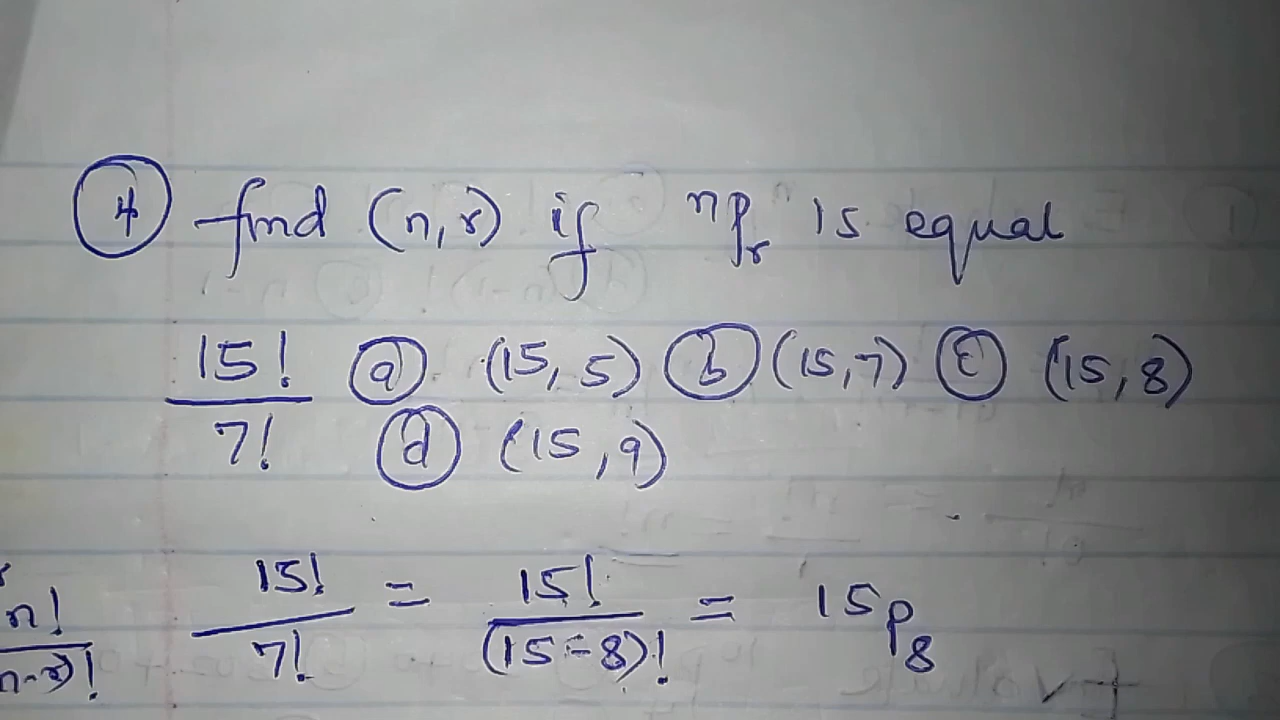 4 find (n,r) if nPr is equal
15! a (15,5) b (15,7) c (15,8)
7! d (15,9)
n! 15! = 15! = 15P8
(n-r)! 7! (15-8)!